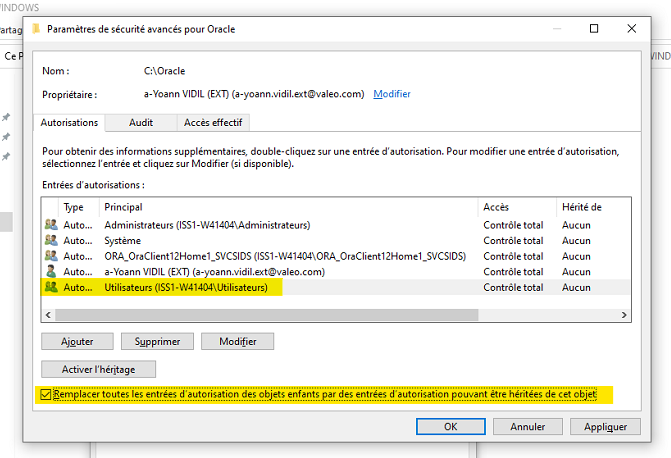 INDOWS
Partag
Paramètres de sécurité avancés pour Oracle
Ce P
WIND
Nom :
C:\Oracle
Propriétaire :
a-Yoann VIDIL (EXT) (a-yoann.vidil.ext@valeo.com) Modifier
Autorisations Audit Accès effectif
Pour obtenir des informations supplémentaires, double-cliquez sur une entrée d'autorisation. Pour modifier une entrée d'autorisation,
sélectionnez l'entrée et cliquez sur Modifier (si disponible).
Entrées d'autorisations :
Type Principal Accès Hérité de
Auto... Administrateurs (ISS1-W41404\Administrateurs) Contrôle total Aucun
Auto... Système Contrôle total Aucun
Auto... ORA_OraClient12Home1_SVCSIDS (ISS1-W41404\ORA_OraClient12Home1_SVCSIDS) Contrôle total Aucun
Auto... a-Yoann VIDIL (EXT) (a-yoann.vidil.ext@valeo.com) Contrôle total Aucun
Auto... Utilisateurs (ISS1-W41404\Utilisateurs) Contrôle total Aucun
Ajouter Supprimer Modifier
Activer l'héritage
Remplacer toutes les entrées d'autorisation des objets enfants par des entrées d'autorisation pouvant être héritées de cet objet
OK Annuler Appliquer